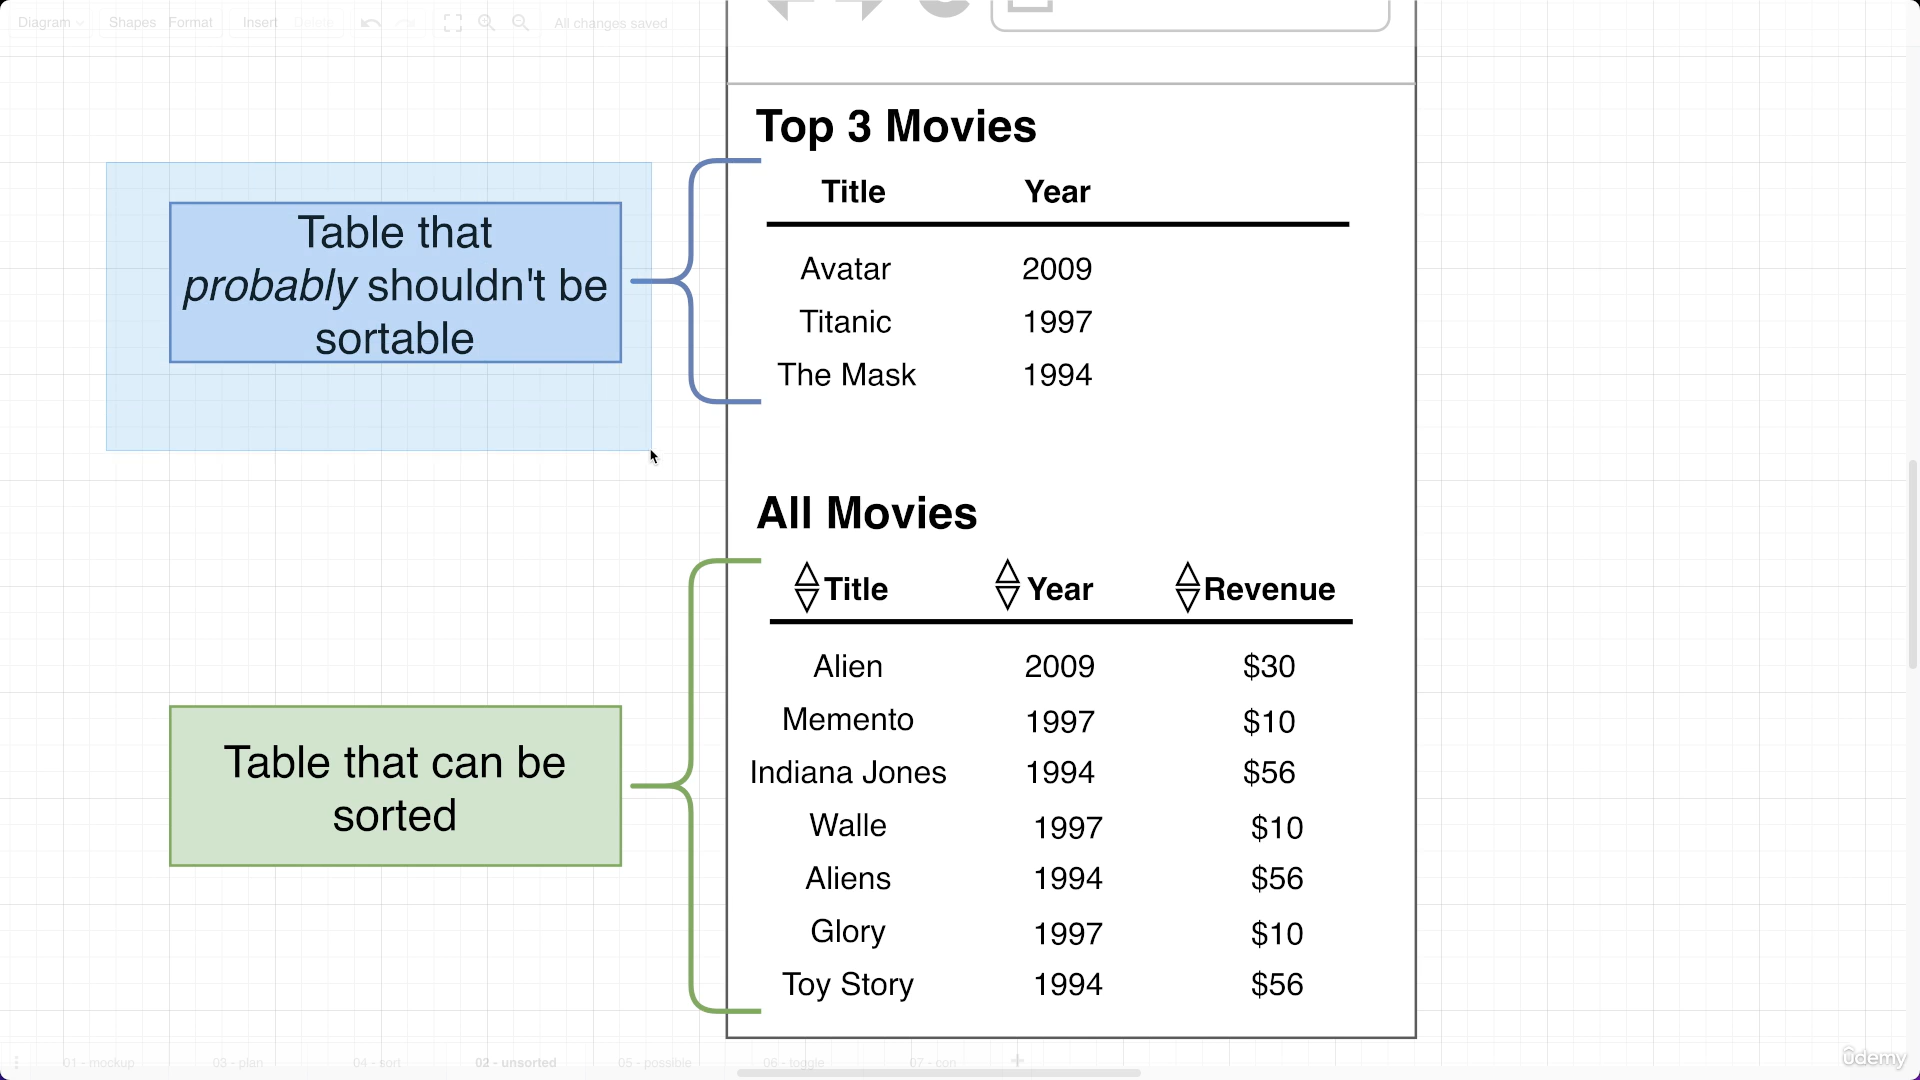 Diagram
Shapes
Format
Insert
Delete
All changes saved
Top 3 Movies
Title Year
Avatar 2009
Titanic 1997
The Mask 1994
Table that
probably shouldn't be
sortable
All Movies
Title Year Revenue
Alien 2009 $30
Memento 1997 $10
Indiana Jones 1994 $56
Walle 1997 $10
Aliens 1994 $56
Glory 1997 $10
Toy Story 1994 $56
Table that can be
sorted
01 - mockup
03 - plan
04 - sort
02 - unsorted
05 - possible
06 - toggle
07 - con
ûdemy